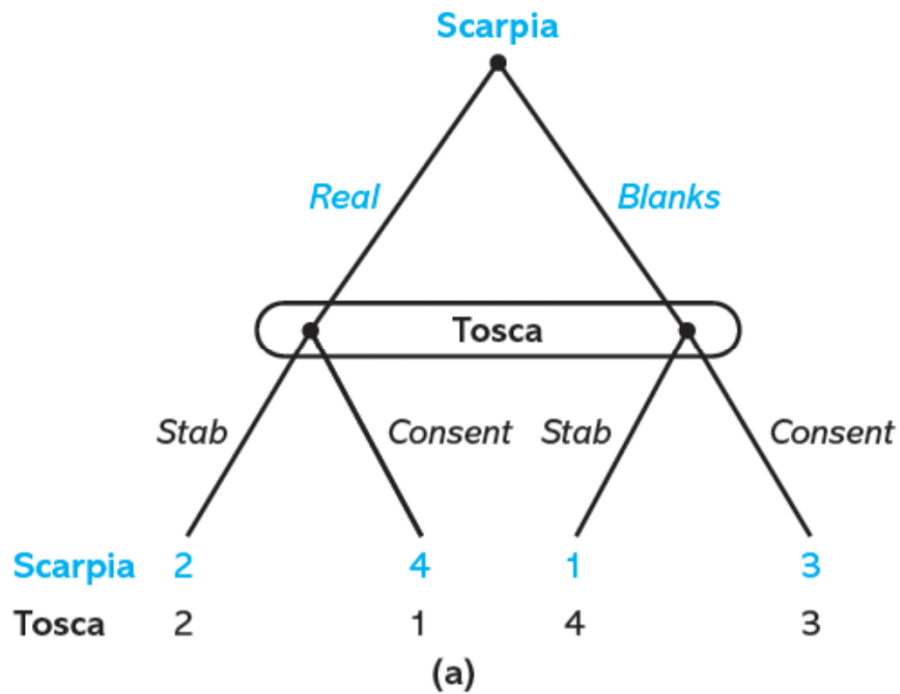 Scarpia
Real Blanks
Tosca
Stab Consent Stab Consent
Scarpia 2 4 1 3
Tosca 2 1 4 3
(a)